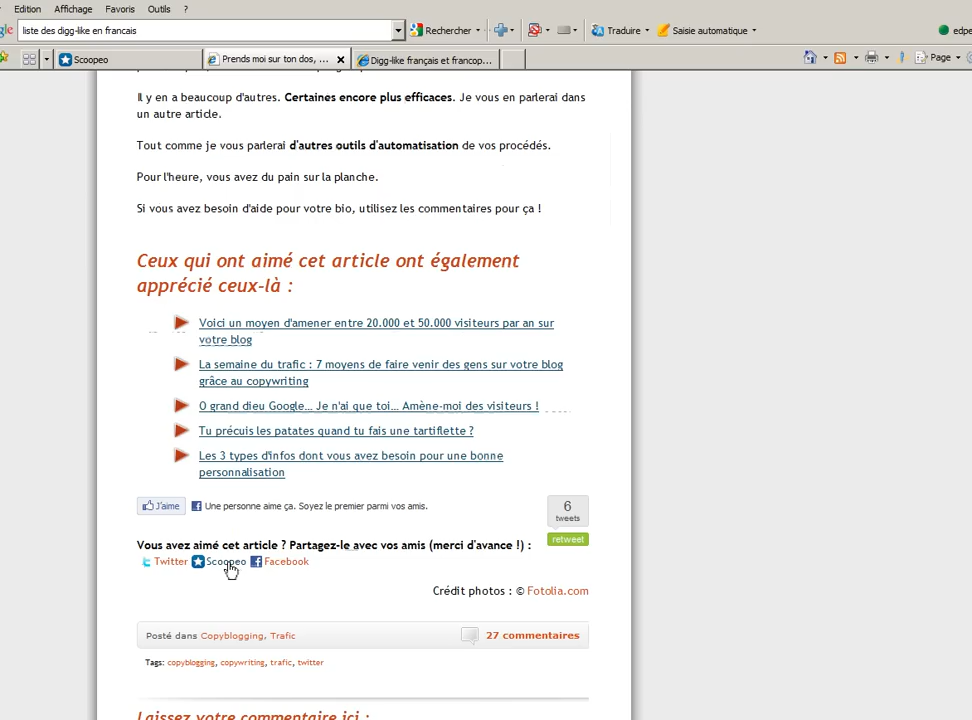 Edition Affichage Favoris Outils ?
liste des digg-like en francais Rechercher Traduire Saisie automatique
Scoopeo Prends moi sur ton dos, ... Digg-like français et francop... Page
Il y en a beaucoup d'autres. Certaines encore plus efficaces. Je vous en parlerai dans
un autre article.
Tout comme je vous parlerai d'autres outils d'automatisation de vos procédés.
Pour l'heure, vous avez du pain sur la planche.
Si vous avez besoin d'aide pour votre bio, utilisez les commentaires pour ça !
Ceux qui ont aimé cet article ont également
apprécié ceux-là :
Voici un moyen d'amener entre 20.000 et 50.000 visiteurs par an sur
votre blog
La semaine du trafic : 7 moyens de faire venir des gens sur votre blog
grâce au copywriting
O grand dieu Google... Je n'ai que toi... Amène-moi des visiteurs !
Tu précuis les patates quand tu fais une tartiflette ?
Les 3 types d'infos dont vous avez besoin pour une bonne
personnalisation
J'aime Une personne aime ça. Soyez le premier parmi vos amis.
6
tweets
retweet
Vous avez aimé cet article ? Partagez-le avec vos amis (merci d'avance !) :
Twitter Scoopeo Facebook
Crédit photos : © Fotolia.com
Posté dans Copyblogging, Trafic 27 commentaires
Tags: copyblogging, copywriting, trafic, twitter
Laissez votre commentaire ici :